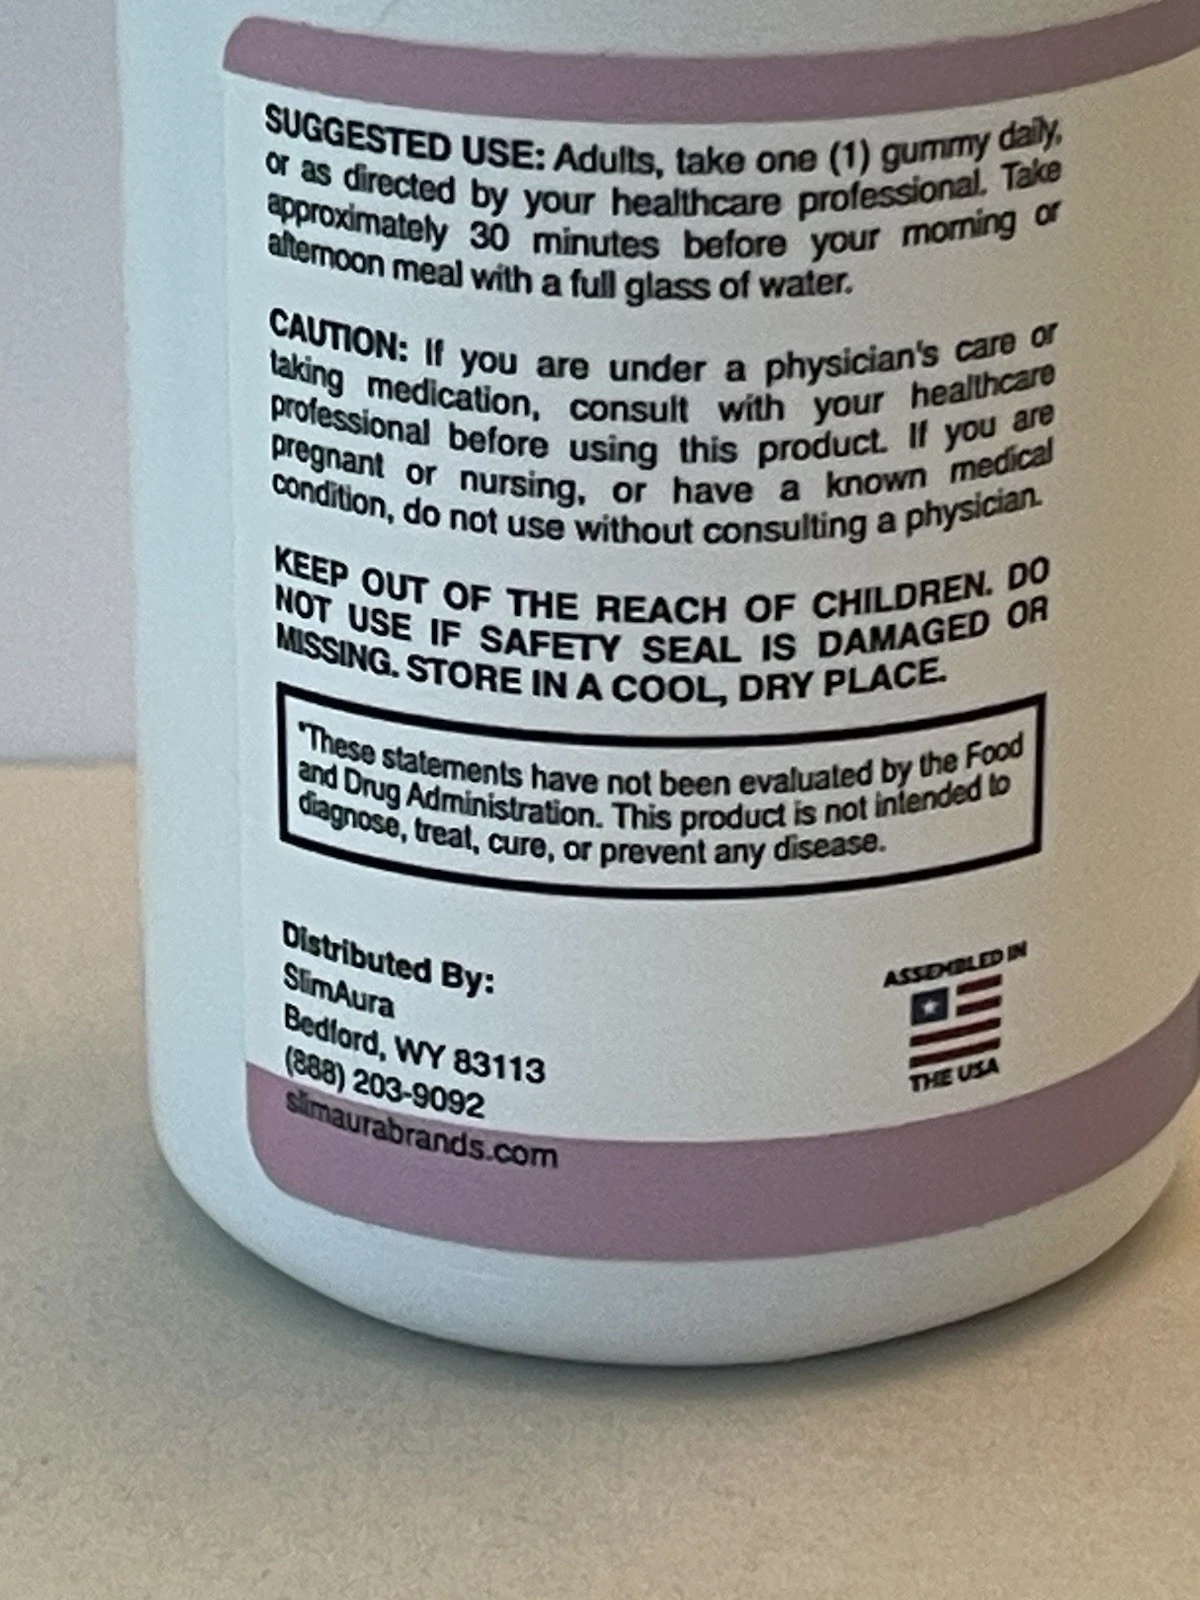 SUGGESTED USE: Adults, take one (1) gummy daily,
or as directed by your healthcare professional. Take
approximately 30 minutes before your morning or
afternoon meal with a full glass of water.
CAUTION: If you are under a physician's care or
taking medication, consult with your healthcare
professional before using this product. If you are
pregnant or nursing, or have a known medical
condition, do not use without consulting a physician.
KEEP OUT OF THE REACH OF CHILDREN. DO
NOT USE IF SAFETY SEAL IS DAMAGED OR
MISSING. STORE IN A COOL, DRY PLACE.
*These statements have not been evaluated by the Food
and Drug Administration. This product is not intended to
diagnose, treat, cure, or prevent any disease.
Distributed By:
SlimAura
Bedford, WY 83113
(888) 203-9092
slimaurabrands.com
ASSEMBLED IN
THE USA